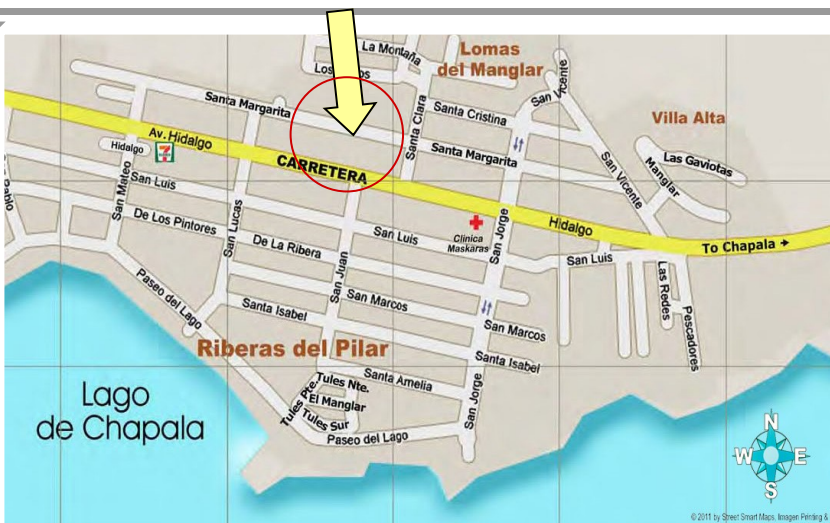 La Montaña
Lomas
del Manglar
San Vicente
Santa Margarita
Santa Clara
Santa Cristina
Villa Alta
Av. Hidalgo
Hidalgo
7
CARRETERA
Santa Margarita
San Vicente
Manglar
Las Gaviotas
San Mateo
San Luis
San Lucas
De Los Pintores
De La Ribera
San Luis
Clinica
Maskaras
San Jorge
Hidalgo
To Chapala
San Luis
San Juan
Paseo del Lago
San Marcos
Santa Isabel
San Marcos
Las Redes
Pescadores
Riberas del Pilar
Santa Isabel
Santa Amelia
Tules Nte.
Tules Pte.
El Manglar
Tules Sur
San Jorge
Paseo del Lago
Lago
de Chapala
N
W E
S
© 2011 by Street Smart Maps, Imagen Printing &